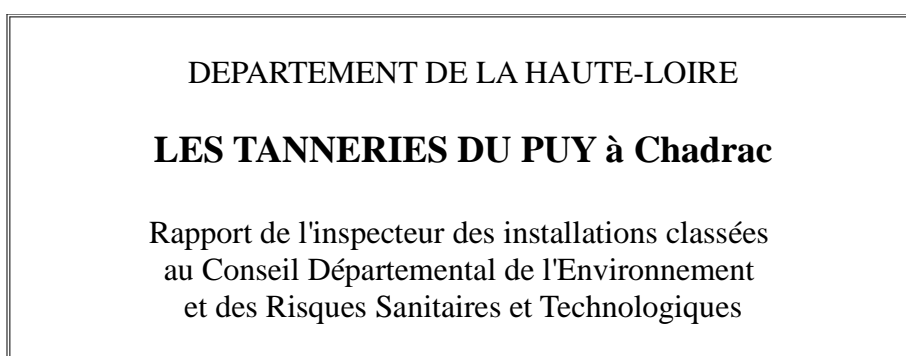 DEPARTEMENT DE LA HAUTE-LOIRE
LES TANNERIES DU PUY à Chadrac
Rapport de l'inspecteur des installations classées
au Conseil Départemental de l'Environnement
et des Risques Sanitaires et Technologiques